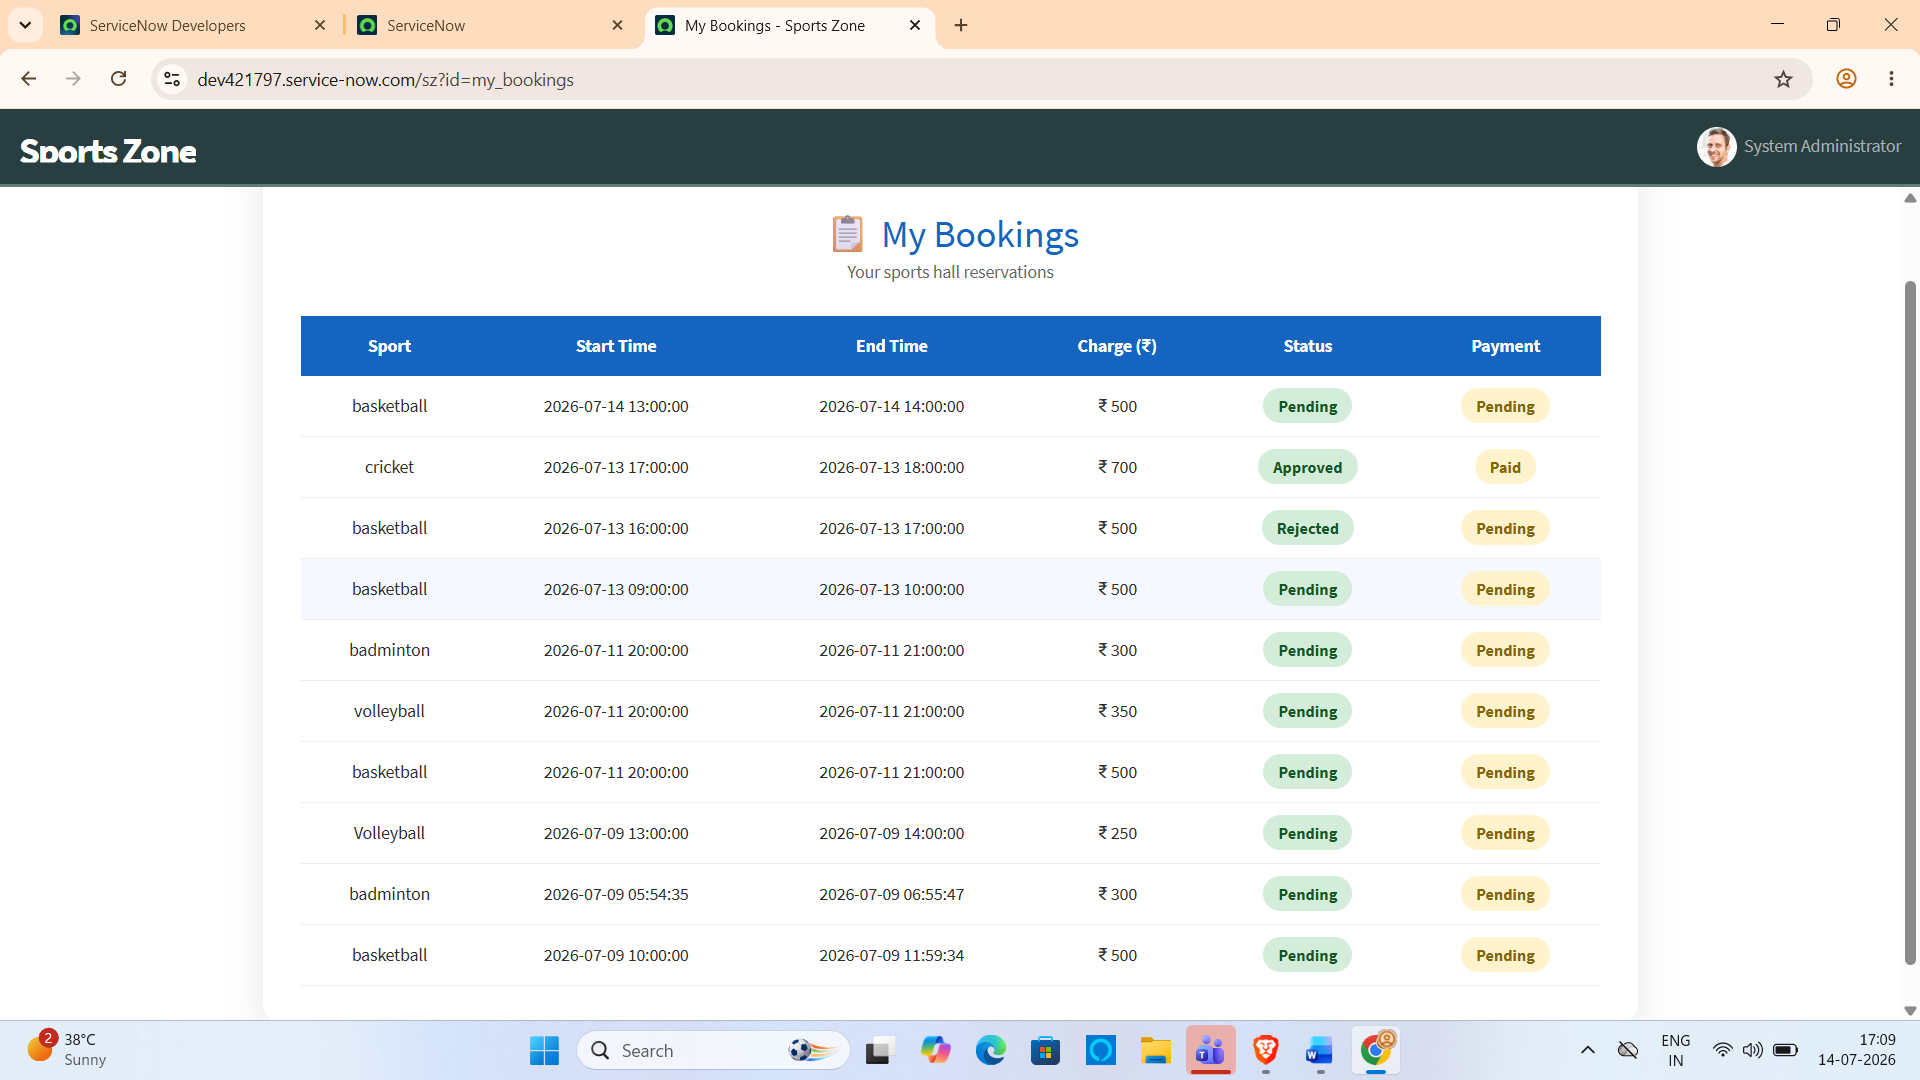 ServiceNow Developers
ServiceNow
My Bookings - Sports Zone
dev421797.service-now.com/sz?id=my_bookings
Sports Zone
System Administrator
My Bookings
Your sports hall reservations
Sport Start Time End Time Charge (₹) Status Payment
basketball 2026-07-14 13:00:00 2026-07-14 14:00:00 ₹ 500 Pending Pending
cricket 2026-07-13 17:00:00 2026-07-13 18:00:00 ₹ 700 Approved Paid
basketball 2026-07-13 16:00:00 2026-07-13 17:00:00 ₹ 500 Rejected Pending
basketball 2026-07-13 09:00:00 2026-07-13 10:00:00 ₹ 500 Pending Pending
badminton 2026-07-11 20:00:00 2026-07-11 21:00:00 ₹ 300 Pending Pending
volleyball 2026-07-11 20:00:00 2026-07-11 21:00:00 ₹ 350 Pending Pending
basketball 2026-07-11 20:00:00 2026-07-11 21:00:00 ₹ 500 Pending Pending
Volleyball 2026-07-09 13:00:00 2026-07-09 14:00:00 ₹ 250 Pending Pending
badminton 2026-07-09 05:54:35 2026-07-09 06:55:47 ₹ 300 Pending Pending
basketball 2026-07-09 10:00:00 2026-07-09 11:59:34 ₹ 500 Pending Pending
2
38°C
Sunny
Search
ENG
IN
17:09
14-07-2026